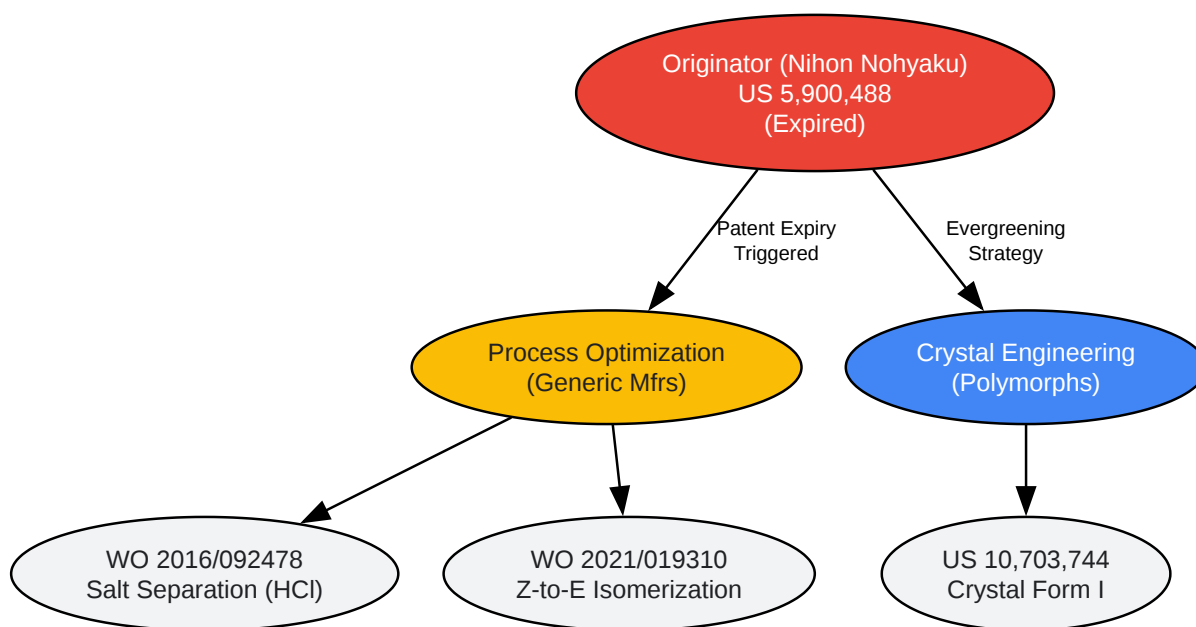 Originator (Nihon Nohyaku)
US 5,900,488
(Expired)
Patent Expiry
Triggered
Evergreening
Strategy
Process Optimization
(Generic Mfrs)
Crystal Engineering
(Polymorphs)
WO 2016/092478
Salt Separation (HCl)
WO 2021/019310
Z-to-E Isomerization
US 10,703,744
Crystal Form I